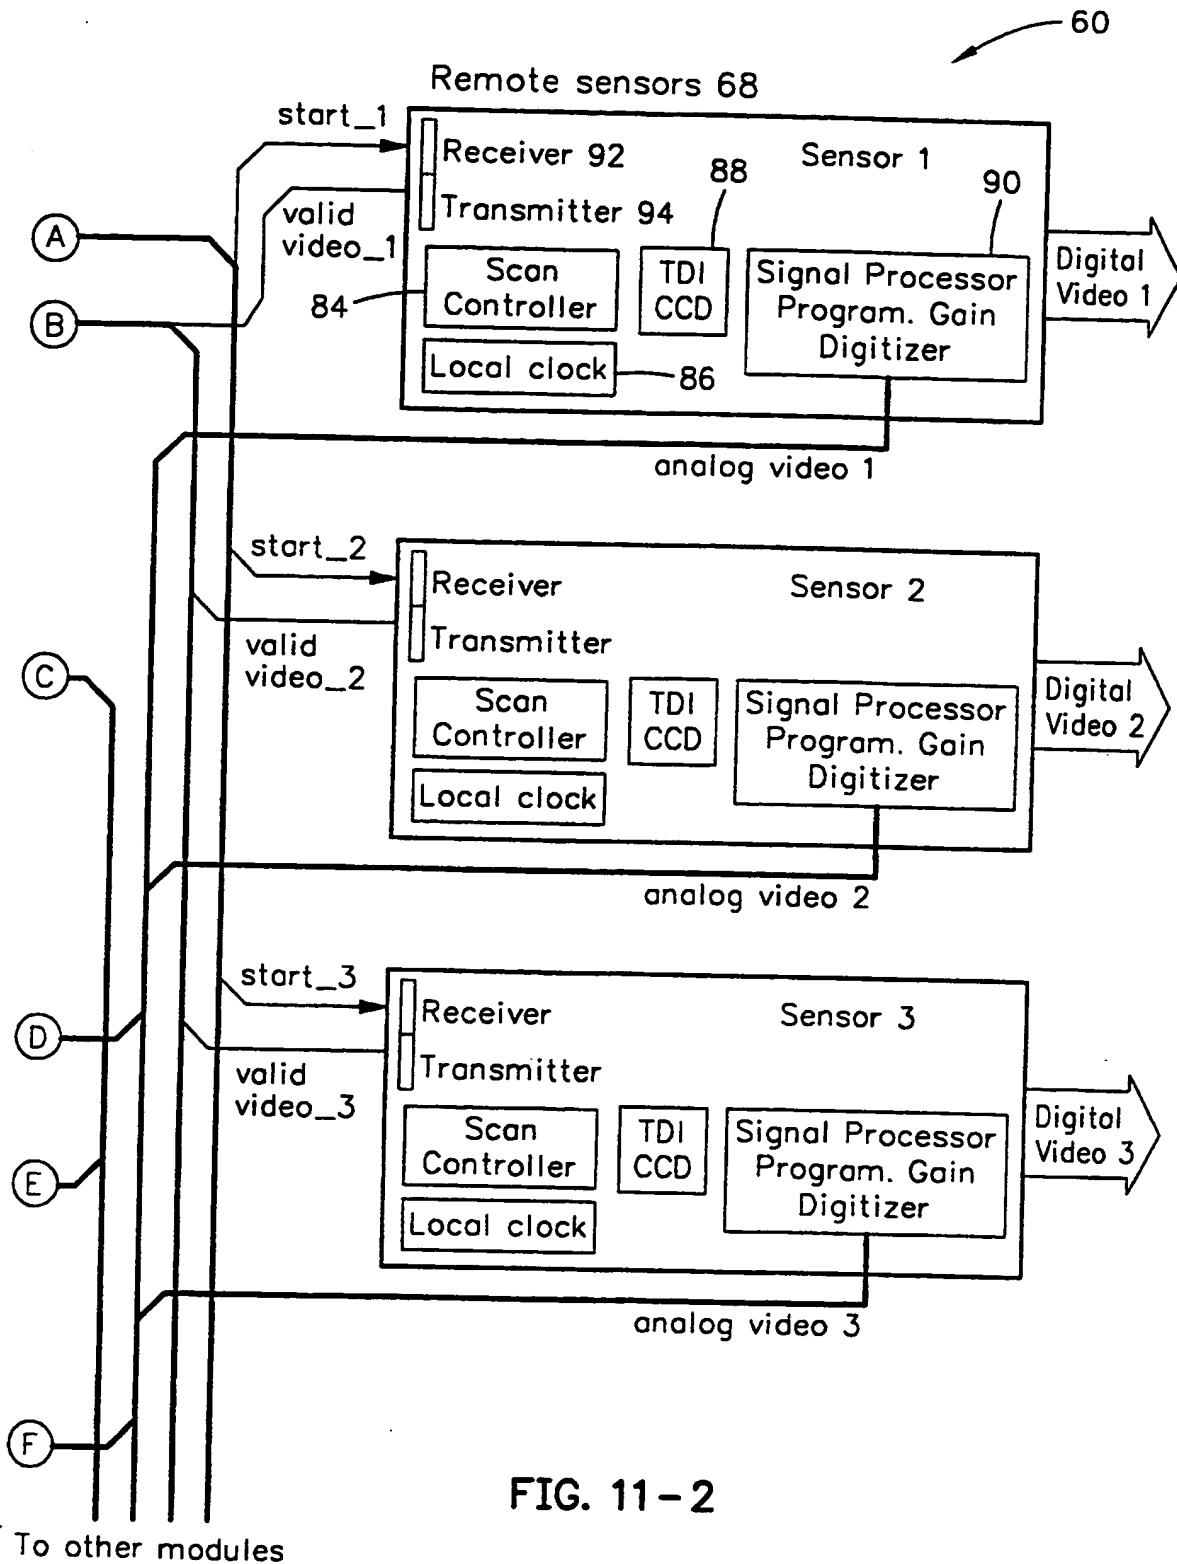 60
Remote sensors 68
start_1
Receiver 92
Sensor 1
88
90
valid
video_1
Transmitter 94
A
Scan
Controller
TDI
CCD
Signal Processor
Program. Gain
Digitizer
Digital
Video 1
84
B
Local clock
86
analog video 1
start_2
Receiver
Sensor 2
valid
video_2
Transmitter
C
Scan
Controller
TDI
CCD
Signal Processor
Program. Gain
Digitizer
Digital
Video 2
Local clock
analog video 2
start_3
Receiver
Sensor 3
D
valid
video_3
Transmitter
Scan
Controller
TDI
CCD
Signal Processor
Program. Gain
Digitizer
Digital
Video 3
E
Local clock
analog video 3
F
FIG. 11-2
To other modules